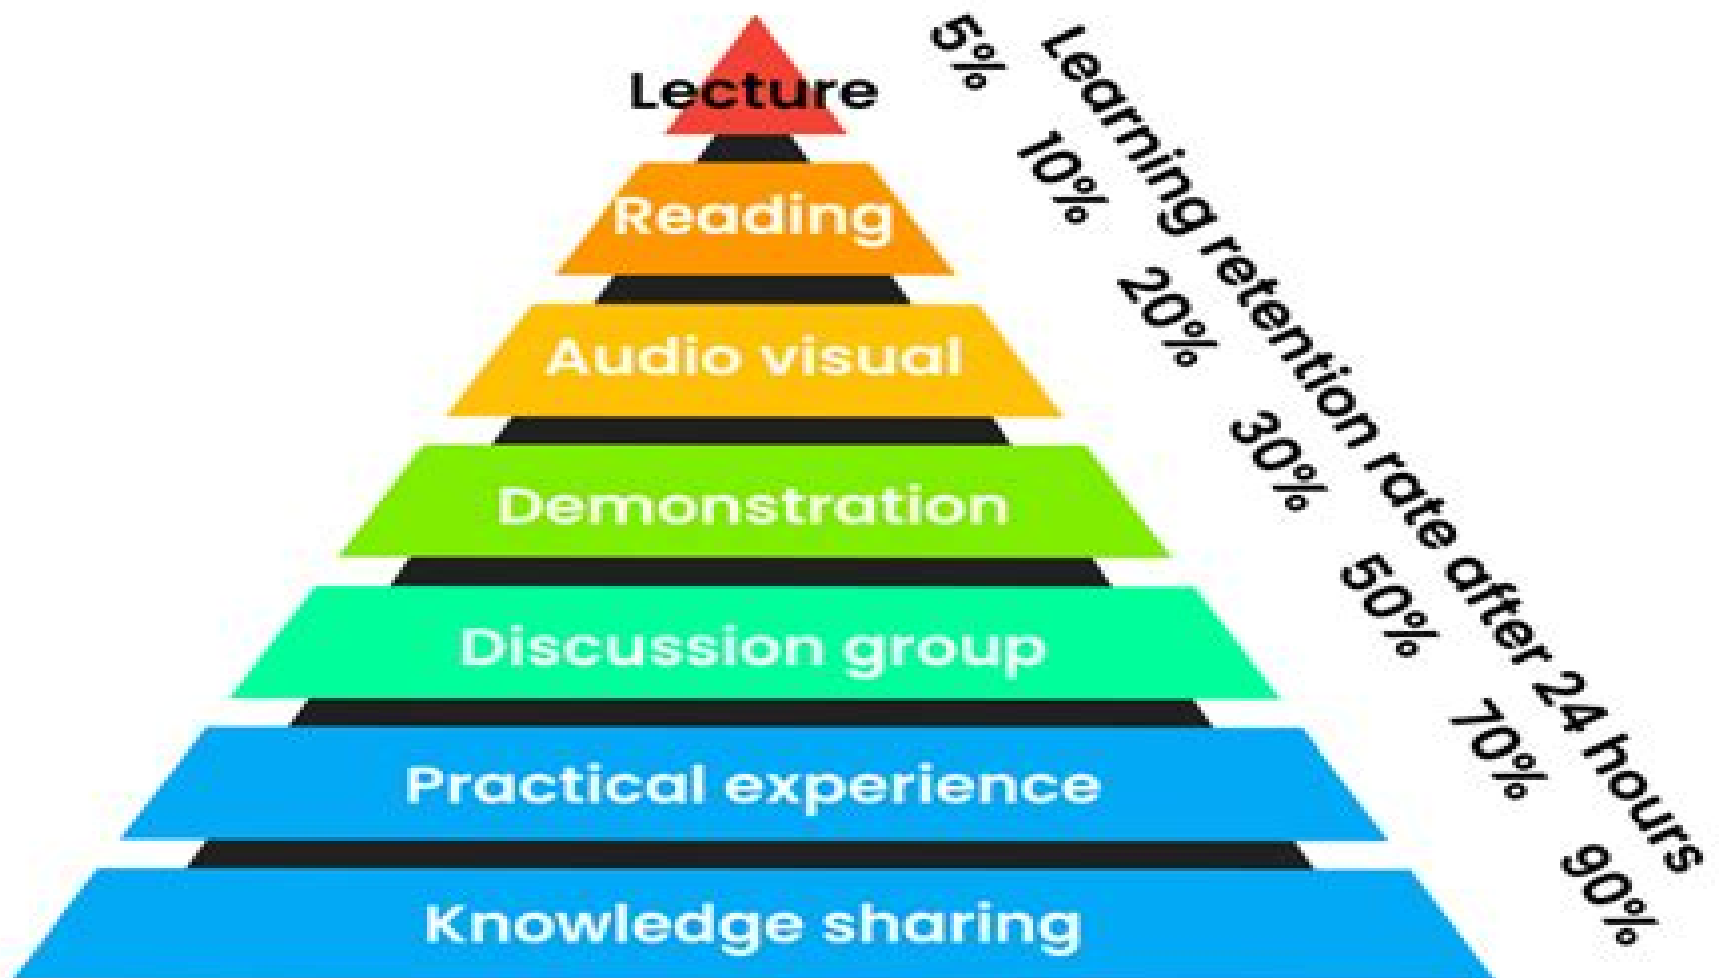 Lecture
Reading
Audio visual
Demonstration
Discussion group
Practical experience
Knowledge sharing
5%
10%
20%
30%
50%
70%
90%
Learning retention rate after 24 hours